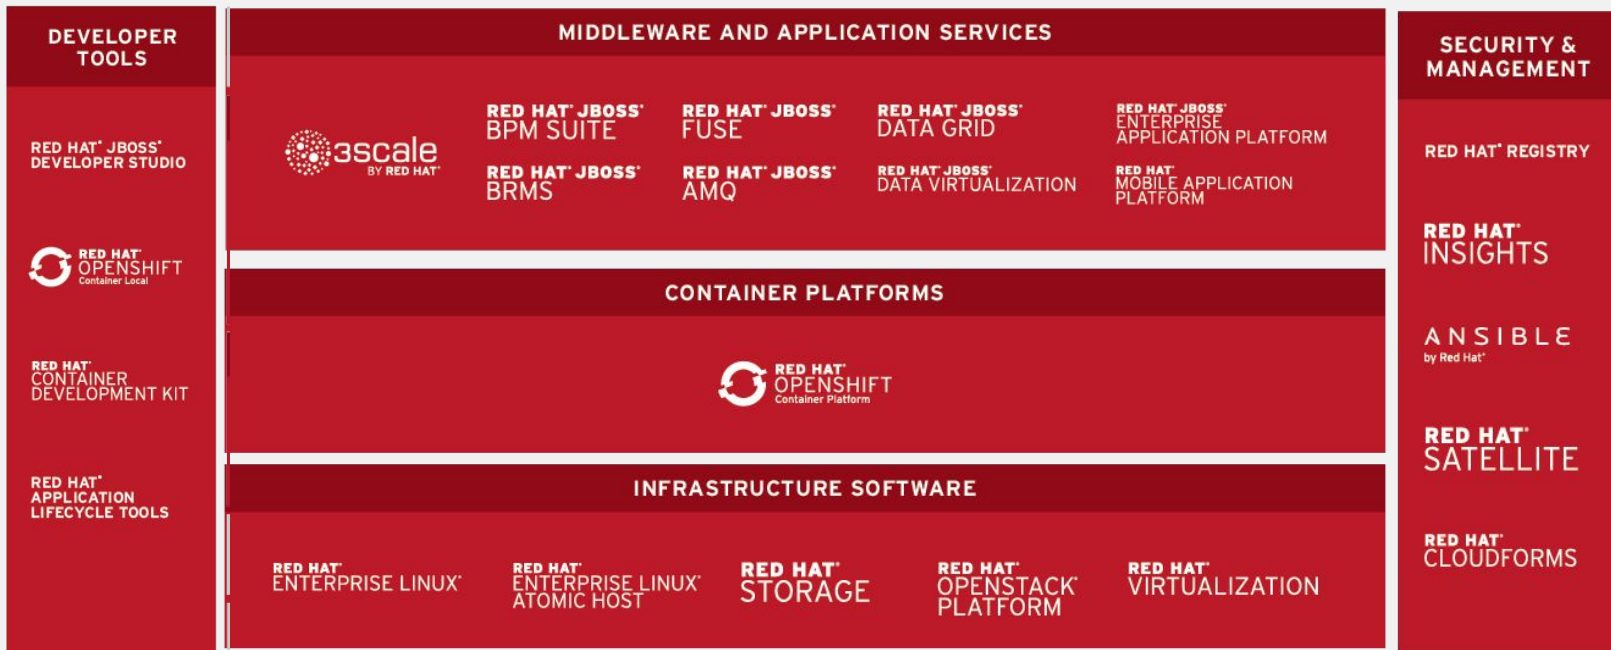 DEVELOPER
TOOLS
RED HAT® JBOSS®
DEVELOPER STUDIO
RED HAT®
OPENSHIFT
Container Local
RED HAT®
CONTAINER
DEVELOPMENT KIT
RED HAT®
APPLICATION
LIFECYCLE TOOLS
MIDDLEWARE AND APPLICATION SERVICES
3scale
BY RED HAT®
RED HAT® JBOSS®
BPM SUITE
RED HAT® JBOSS®
FUSE
RED HAT® JBOSS®
DATA GRID
RED HAT® JBOSS®
ENTERPRISE
APPLICATION PLATFORM
RED HAT® JBOSS®
BRMS
RED HAT® JBOSS®
AMQ
RED HAT® JBOSS®
DATA VIRTUALIZATION
RED HAT®
MOBILE APPLICATION
PLATFORM
CONTAINER PLATFORMS
RED HAT®
OPENSHIFT
Container Platform
INFRASTRUCTURE SOFTWARE
RED HAT®
ENTERPRISE LINUX®
RED HAT®
ENTERPRISE LINUX®
ATOMIC HOST
RED HAT®
STORAGE
RED HAT®
OPENSTACK®
PLATFORM
RED HAT®
VIRTUALIZATION
SECURITY &
MANAGEMENT
RED HAT® REGISTRY
RED HAT®
INSIGHTS
ANSIBLE
by Red Hat®
RED HAT®
SATELLITE
RED HAT®
CLOUDFORMS